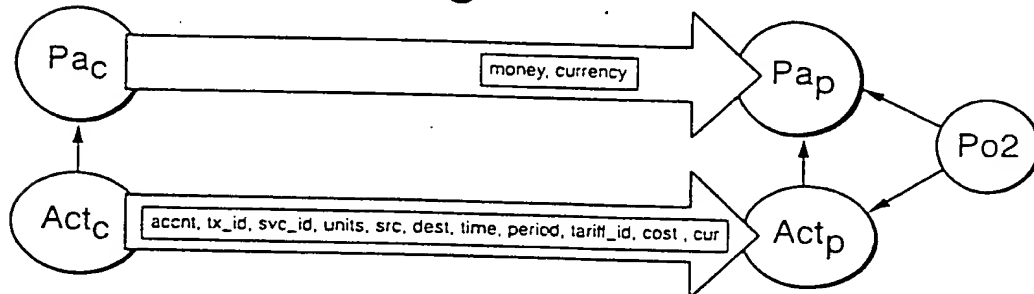 Pac
money, currency
Pap
Po2
Actc
accnt, tx_id, svc_id, units, src, dest, time, period, tariff_id, cost , cur
Actp